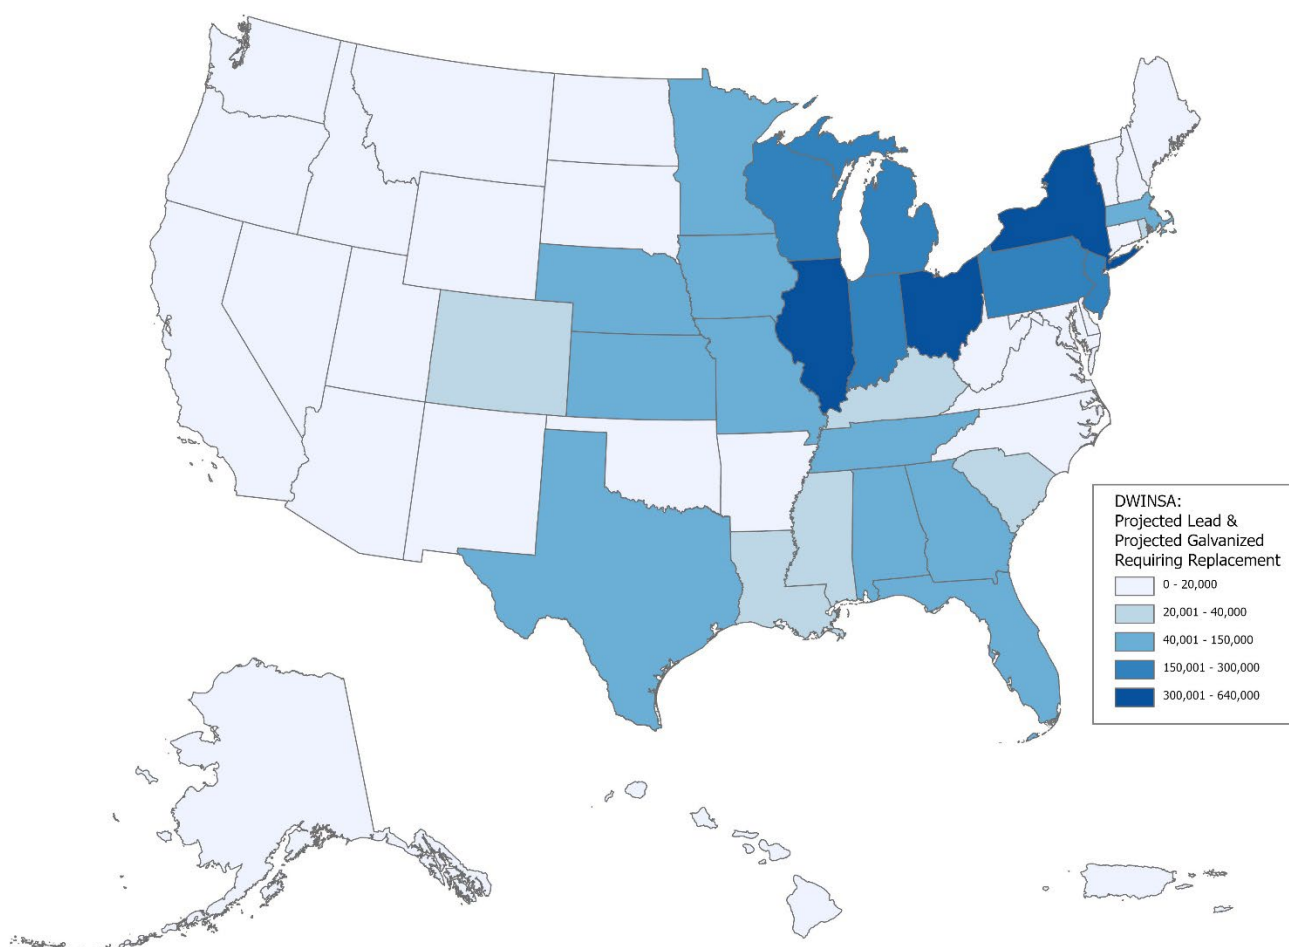 DWINSA:
Projected Lead &
Projected Galvanized
Requiring Replacement
0 - 20,000
20,001 - 40,000
40,001 - 150,000
150,001 - 300,000
300,001 - 640,000